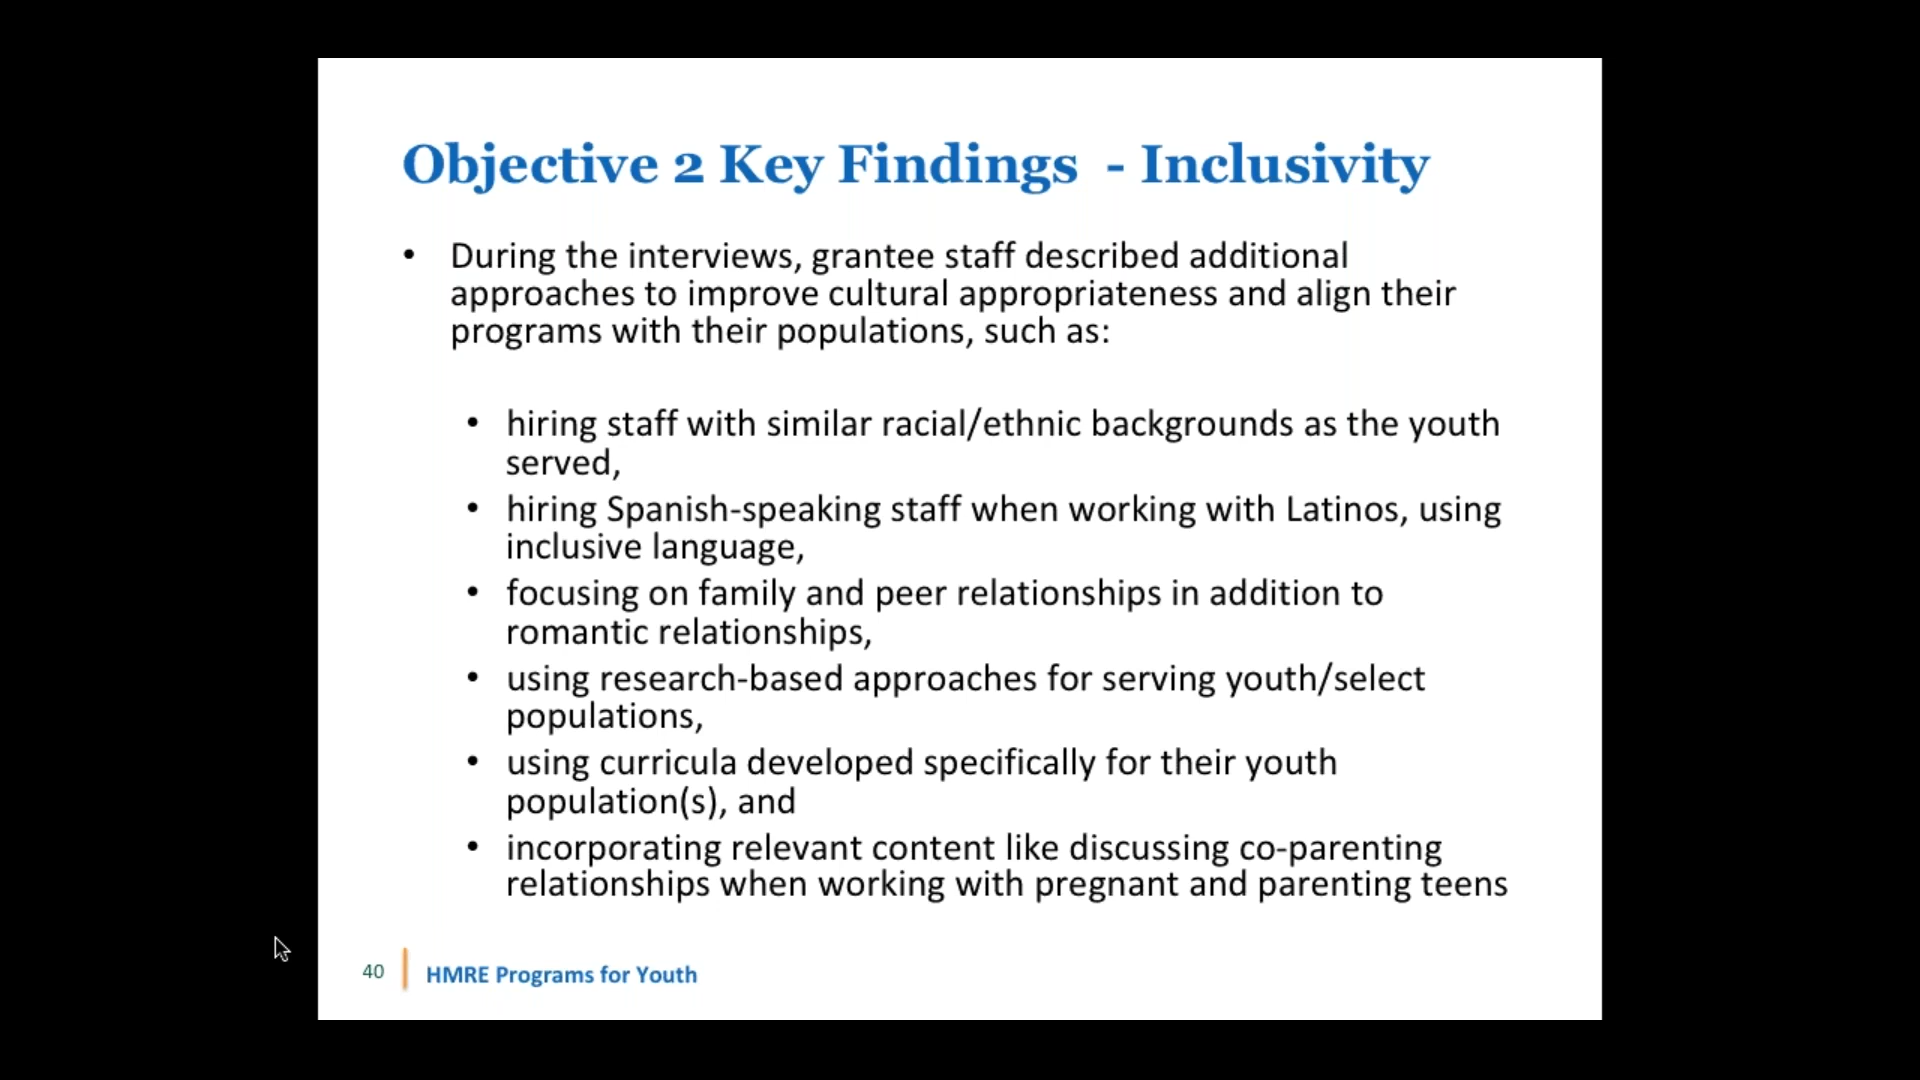 Objective 2 Key Findings - Inclusivity
• During the interviews, grantee staff described additional
approaches to improve cultural appropriateness and align their
programs with their populations, such as:
• hiring staff with similar racial/ethnic backgrounds as the youth
served,
• hiring Spanish-speaking staff when working with Latinos, using
inclusive language,
• focusing on family and peer relationships in addition to
romantic relationships,
• using research-based approaches for serving youth/select
populations,
• using curricula developed specifically for their youth
population(s), and
• incorporating relevant content like discussing co-parenting
relationships when working with pregnant and parenting teens
40 HMRE Programs for Youth